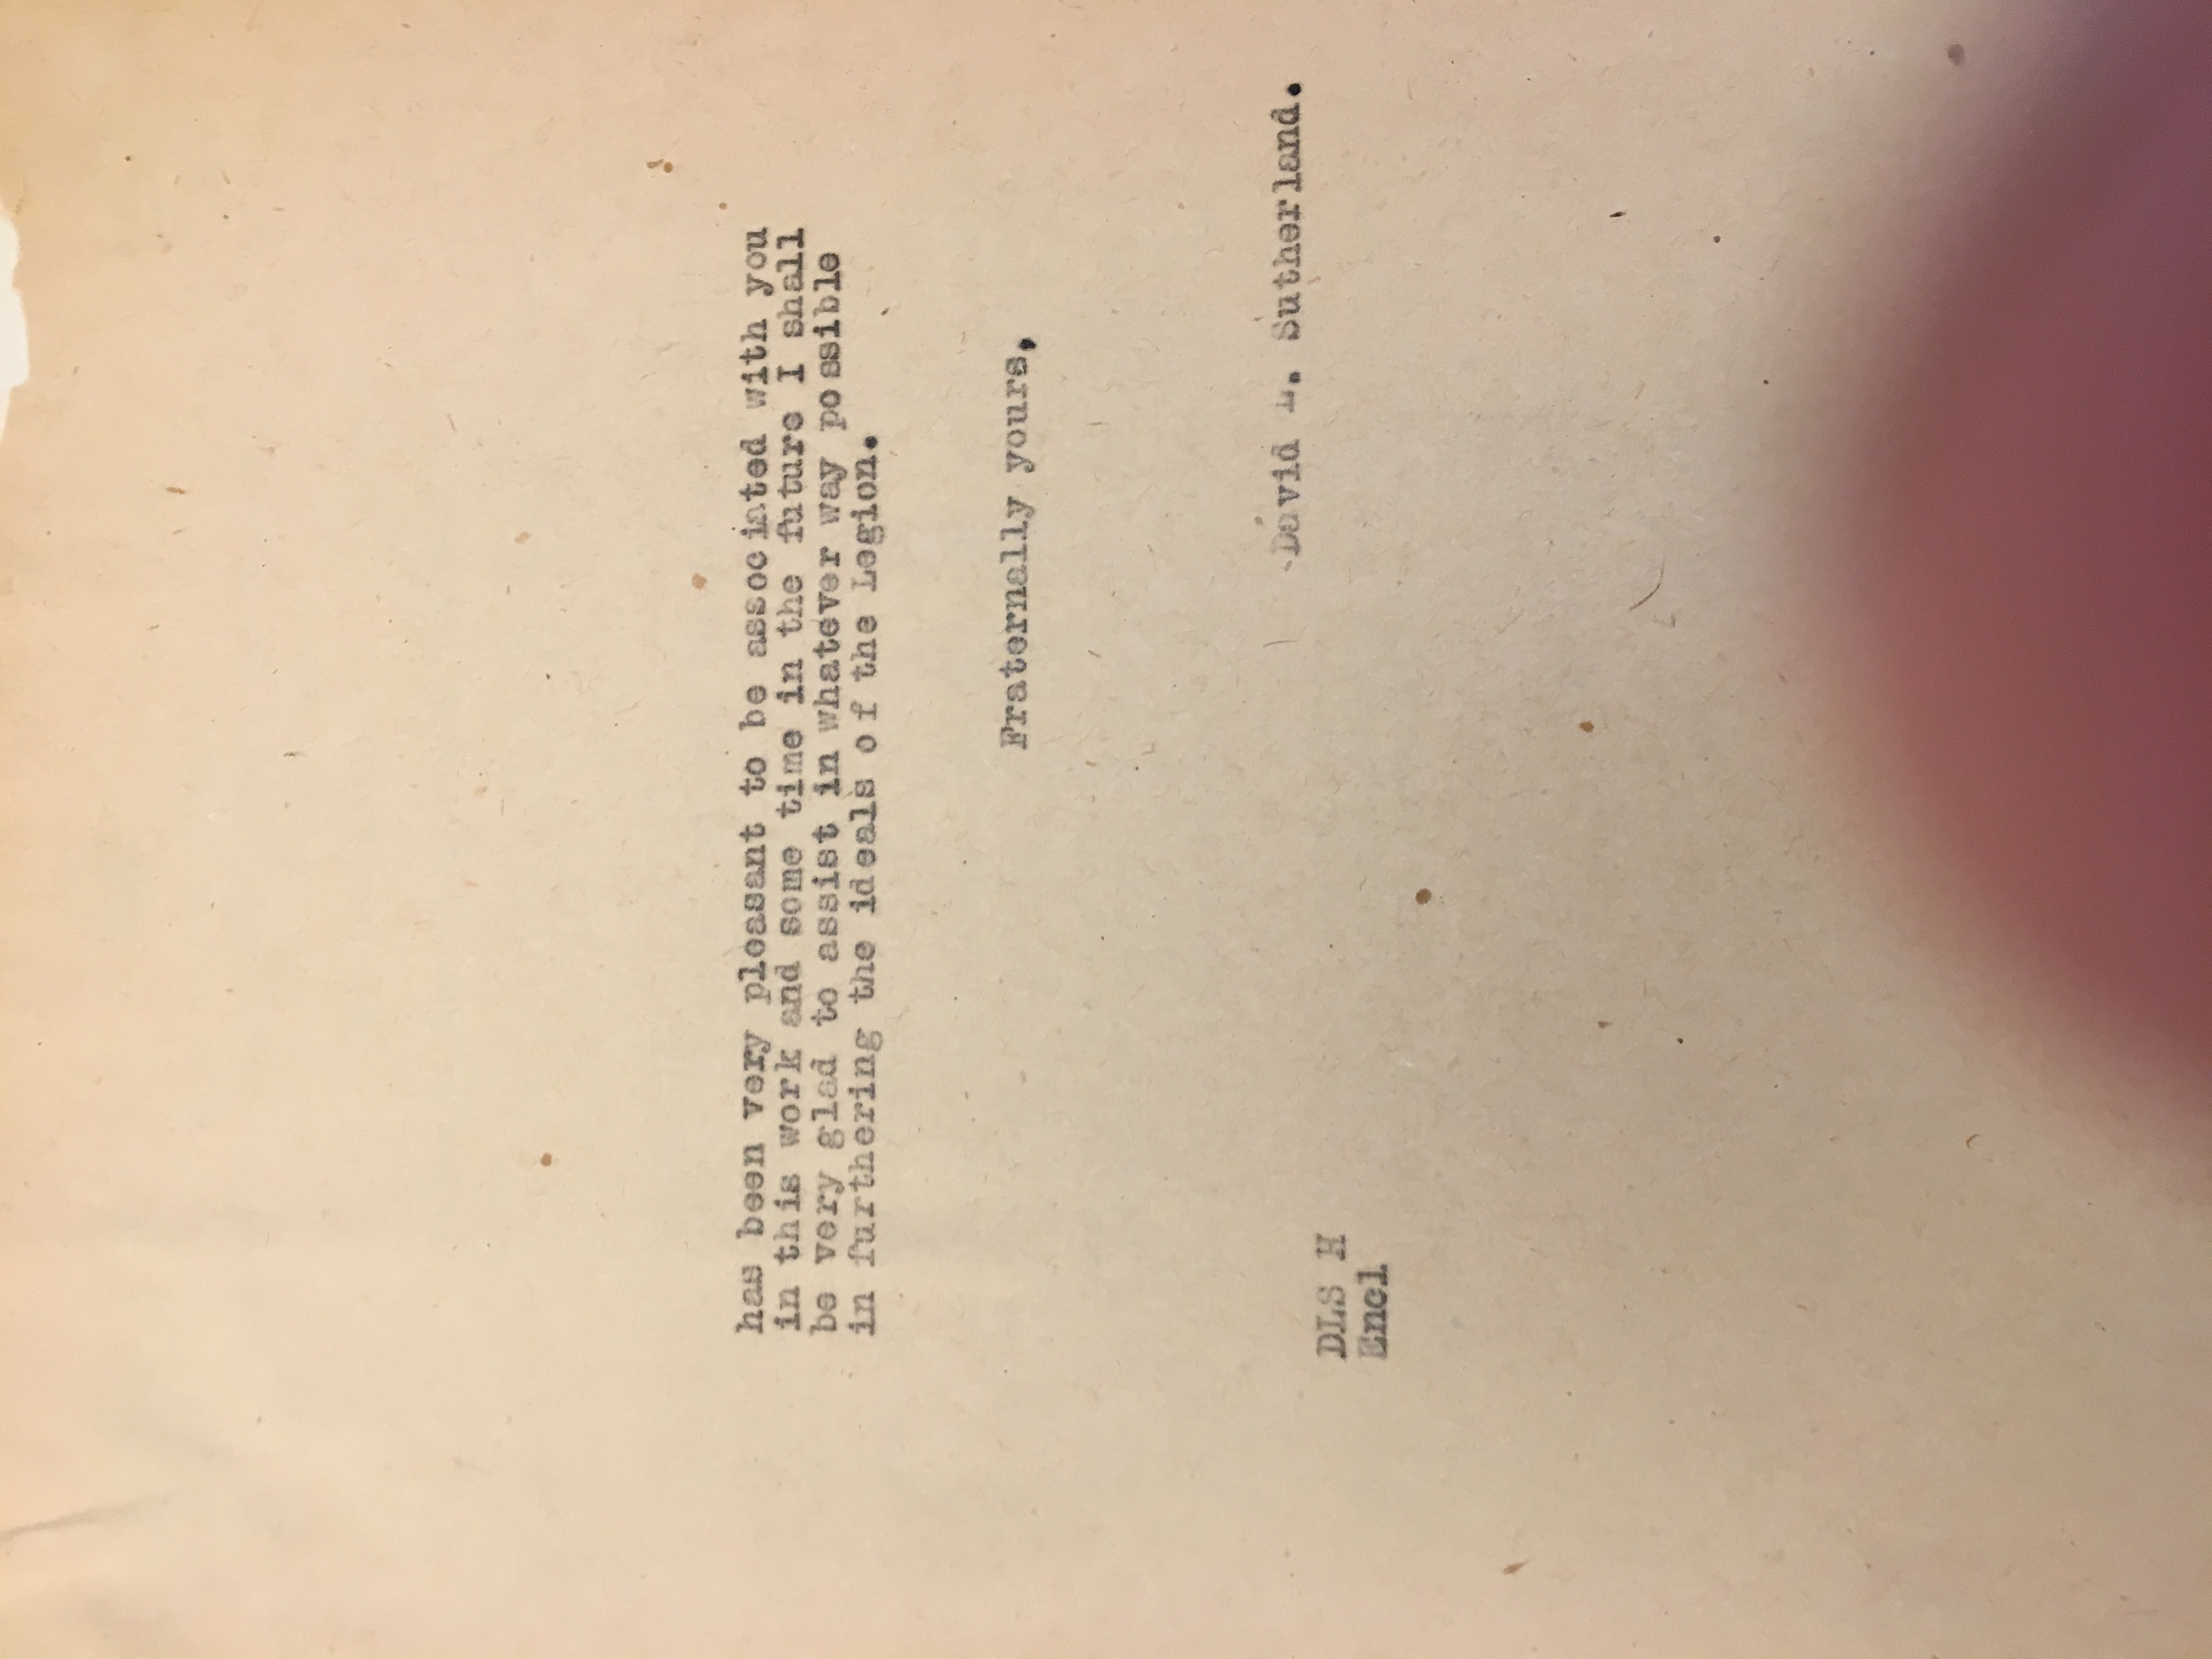 has been very pleasant to be associated with you
in this work and some time in the future I shall
be very glad to assist in whatever way possible
in furthering the ideals of the Legion.
Fraternally yours,
David L. Sutherland.
DLS H
Encl